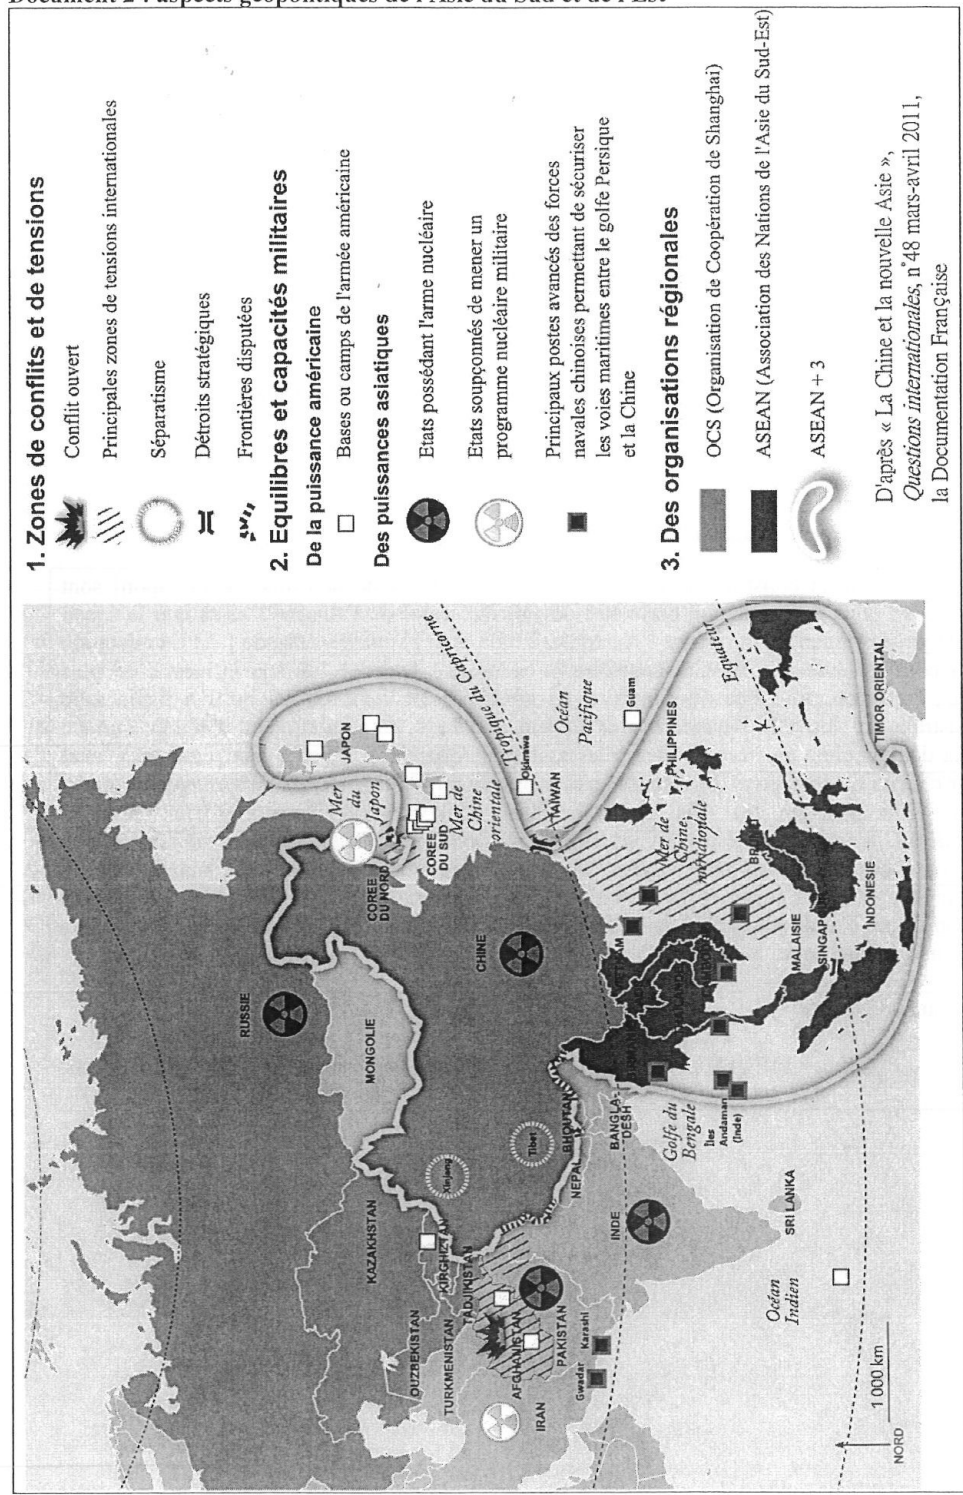 Document 2 : aspects géopolitiques de l'Asie du Sud et de l'Est
1. Zones de conflits et de tensions
Conflit ouvert
Principales zones de tensions internationales
Séparatisme
Détroits stratégiques
Frontières disputées
2. Equilibres et capacités militaires
De la puissance américaine
Bases ou camps de l'armée américaine
Des puissances asiatiques
Etats possédant l'arme nucléaire
Etats soupçonnés de mener un
programme nucléaire militaire
Principaux postes avancés des forces
navales chinoises permettant de sécuriser
les voies maritimes entre le golfe Persique
et la Chine
3. Des organisations régionales
OCS (Organisation de Coopération de Shanghai)
ASEAN (Association des Nations de l'Asie du Sud-Est)
ASEAN + 3
D'après « La Chine et la nouvelle Asie »,
Questions internationales, n°48 mars-avril 2011,
la Documentation Française
RUSSIE
MONGOLIE
KAZAKHSTAN
OUZBEKISTAN
TURKMENISTAN
KIRGHIZTAN
TADJIKISTAN
AFGHANISTAN
IRAN
PAKISTAN
Gwadar
Karashi
Xinjiang
Tibet
CHINE
NEPAL
BHOUTAN
BANGLA-
DESH
INDE
SRI LANKA
Océan
Indien
Golfe du
Bengale
Iles
Andaman
(Inde)
COREE
DU NORD
COREE
DU SUD
JAPON
Mer
du
Japon
Mer de
Chine
orientale
Okinawa
TAIWAN
Tropique du Capricorne
Océan
Pacifique
Guam
Equateur
PHILIPPINES
Mer de
Chine
méridionale
MALAISIE
INDONESIE
TIMOR ORIENTAL
1 000 km
NORD